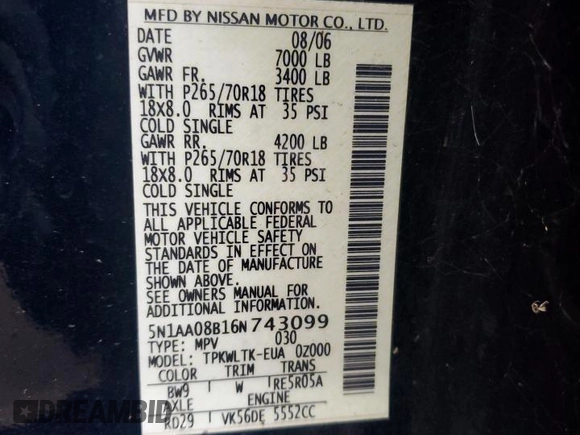 MFD BY NISSAN MOTOR CO., LTD.
DATE 08/06
GVWR 7000 LB
GAWR FR. 3400 LB
WITH P265/70R18 TIRES
18X8.0 RIMS AT 35 PSI
COLD SINGLE
GAWR RR. 4200 LB
WITH P265/70R18 TIRES
18X8.0 RIMS AT 35 PSI
COLD SINGLE
THIS VEHICLE CONFORMS TO
ALL APPLICABLE FEDERAL
MOTOR VEHICLE SAFETY
STANDARDS IN EFFECT ON
THE DATE OF MANUFACTURE
SHOWN ABOVE.
SEE OWNERS MANUAL FOR
ADDITIONAL INFORMATION.
5N1AA08B16N743099
TYPE: MPV 030
MODEL: TPKWLTK-EUA 0Z000
COLOR TRIM TRANS
BW9 W RE5R05A
AXLE ENGINE
RD29 VK56DE 5552CC
DREAMBID